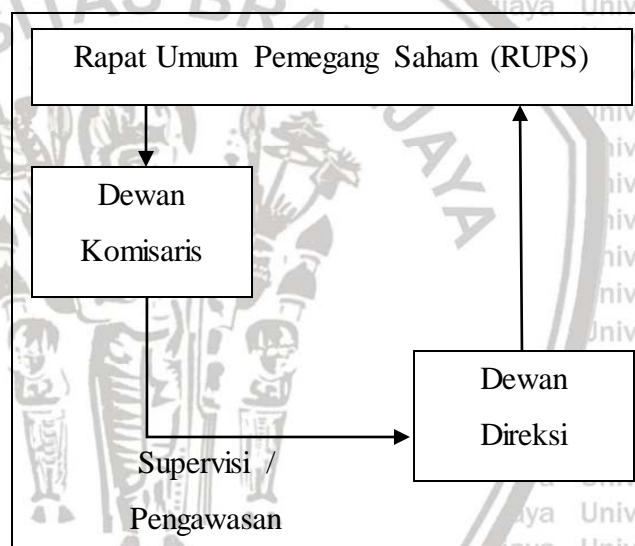 Rapat Umum Pemegang Saham (RUPS)
Dewan
Komisaris
Dewan
Direksi
Supervisi /
Pengawasan